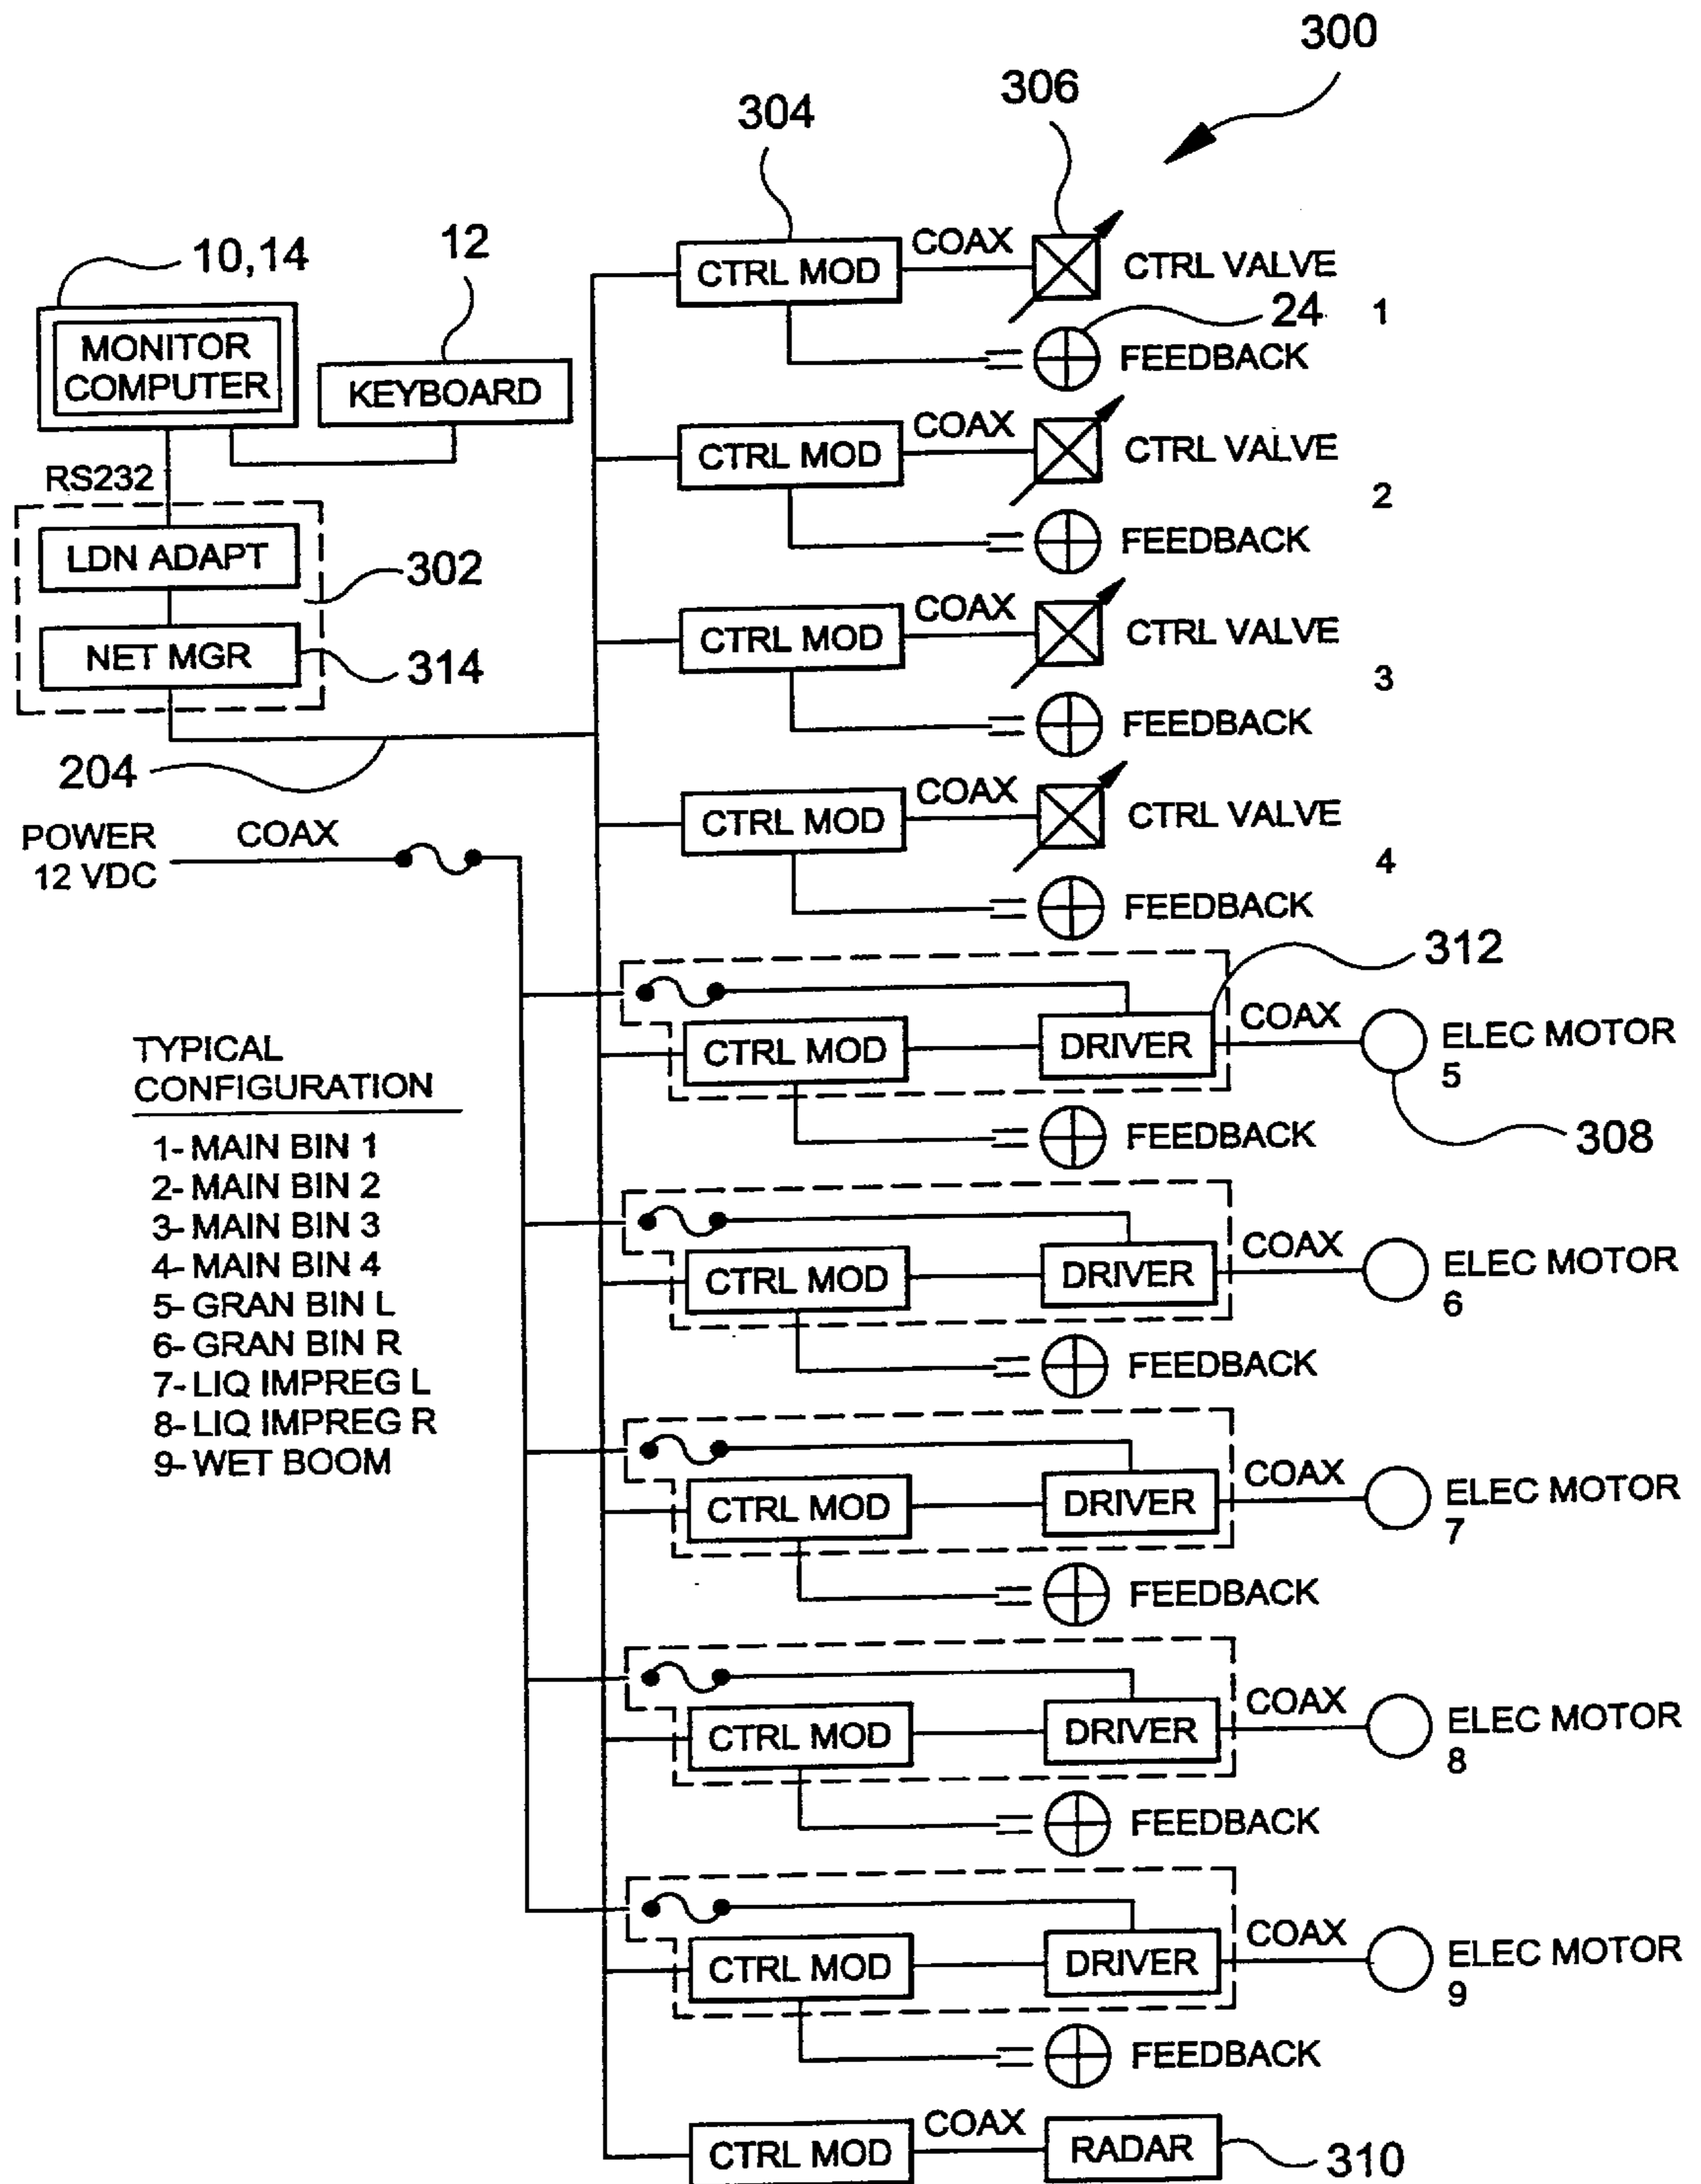 300
306
304
10,14
12
COAX
CTRL MOD
CTRL VALVE
24
1
MONITOR
COMPUTER
KEYBOARD
FEEDBACK
COAX
CTRL MOD
CTRL VALVE
RS232
2
FEEDBACK
LDN ADAPT
302
COAX
CTRL MOD
CTRL VALVE
NET MGR
314
3
FEEDBACK
204
COAX
CTRL MOD
CTRL VALVE
POWER
12 VDC
COAX
4
FEEDBACK
312
COAX
CTRL MOD
DRIVER
ELEC MOTOR
5
FEEDBACK
308
TYPICAL
CONFIGURATION
1- MAIN BIN 1
2- MAIN BIN 2
3- MAIN BIN 3
4- MAIN BIN 4
5- GRAN BIN L
6- GRAN BIN R
7- LIQ IMPREG L
8- LIQ IMPREG R
9- WET BOOM
COAX
CTRL MOD
DRIVER
ELEC MOTOR
6
FEEDBACK
COAX
CTRL MOD
DRIVER
ELEC MOTOR
7
FEEDBACK
COAX
CTRL MOD
DRIVER
ELEC MOTOR
8
FEEDBACK
COAX
CTRL MOD
DRIVER
ELEC MOTOR
9
FEEDBACK
COAX
CTRL MOD
RADAR
310